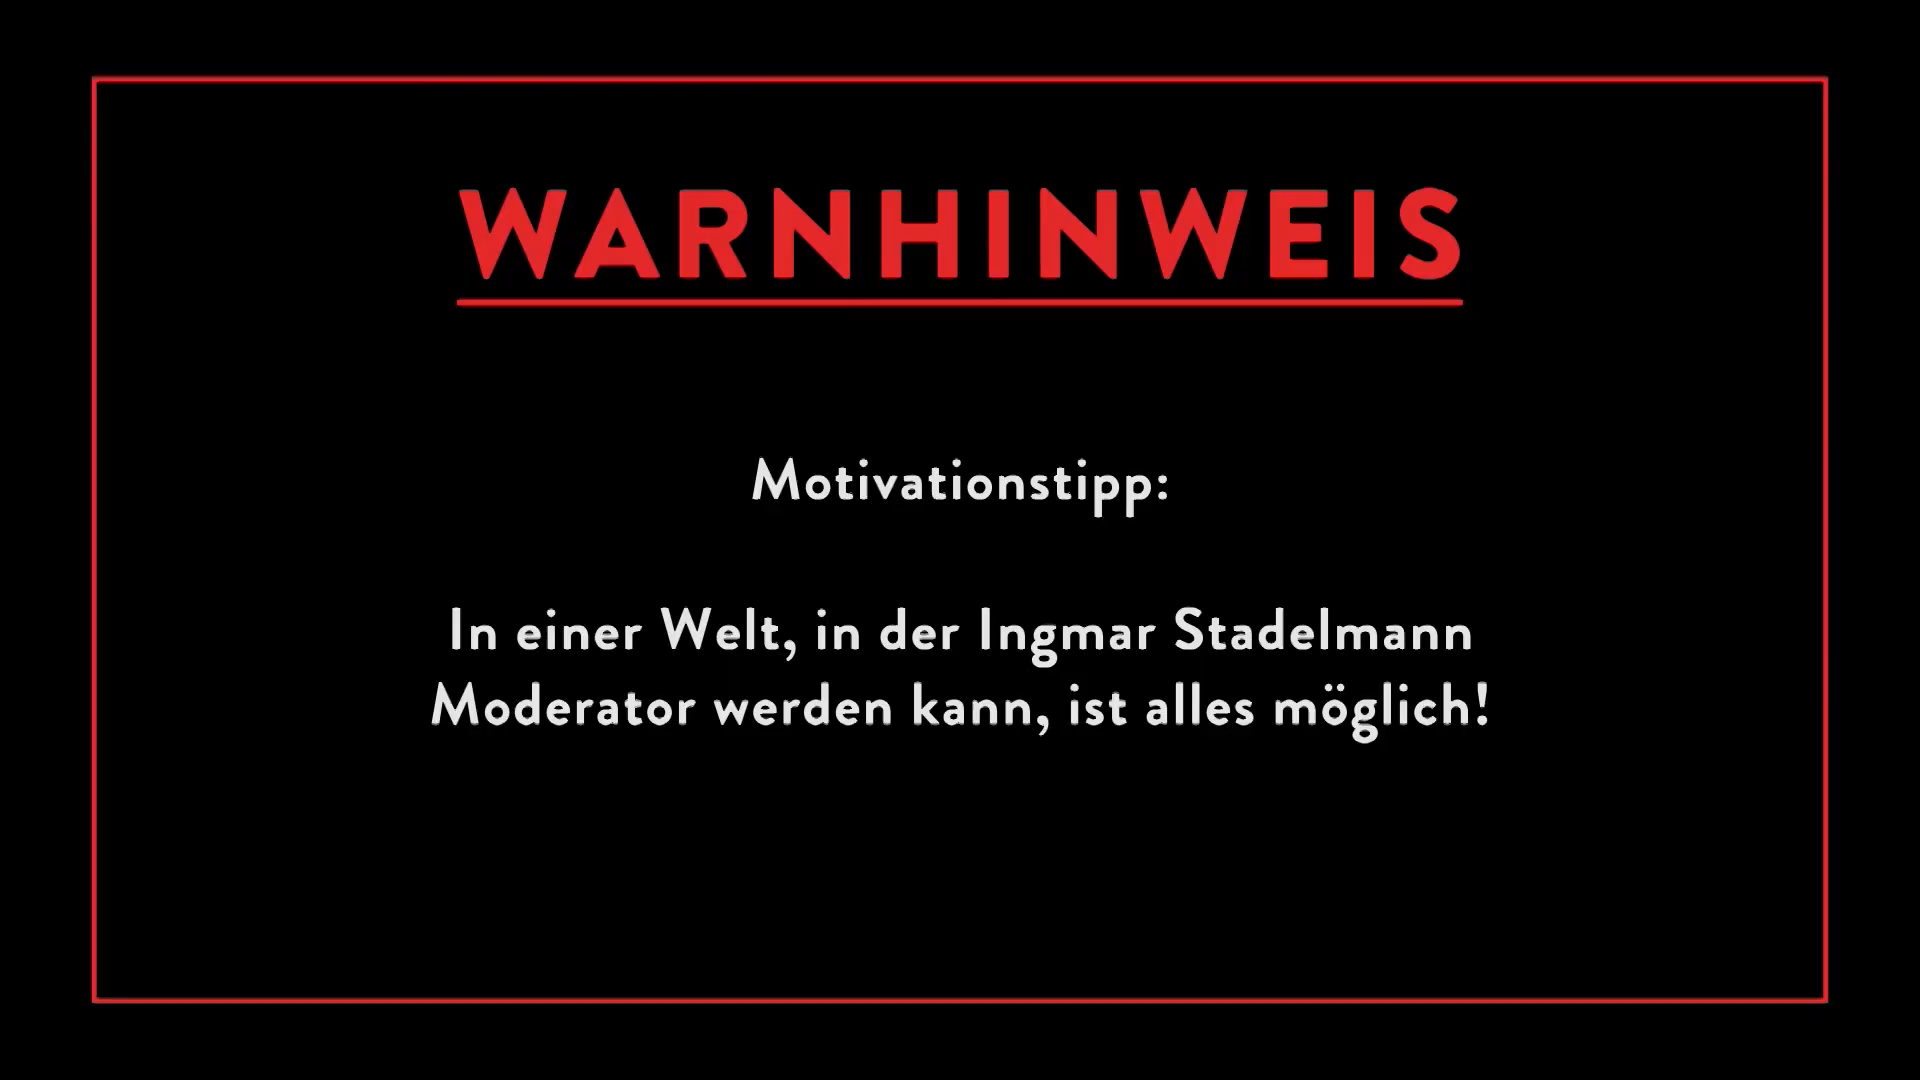 WARNHINWEIS
Motivationstipp:
In einer Welt, in der Ingmar Stadelmann
Moderator werden kann, ist alles möglich!